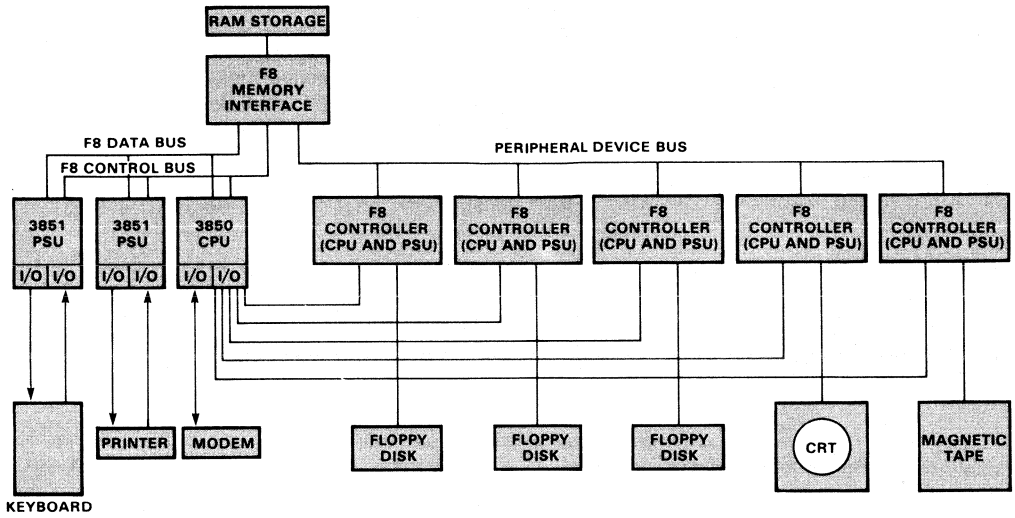 RAM STORAGE
F8
MEMORY
INTERFACE
F8 DATA BUS
F8 CONTROL BUS
PERIPHERAL DEVICE BUS
3851
PSU
I/O I/O
3851
PSU
I/O I/O
3850
CPU
I/O I/O
F8
CONTROLLER
(CPU AND PSU)
F8
CONTROLLER
(CPU AND PSU)
F8
CONTROLLER
(CPU AND PSU)
F8
CONTROLLER
(CPU AND PSU)
F8
CONTROLLER
(CPU AND PSU)
KEYBOARD
PRINTER
MODEM
FLOPPY
DISK
FLOPPY
DISK
FLOPPY
DISK
CRT
MAGNETIC
TAPE